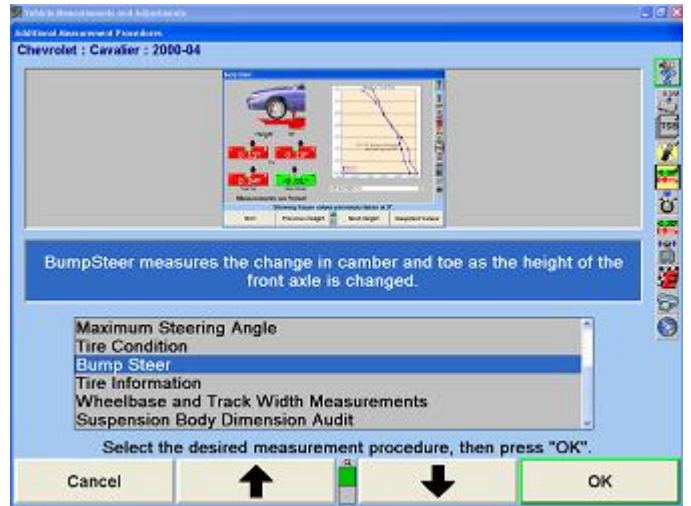 Vehicle Measurements and Adjustments
Additional Measurement Procedures
Chevrolet : Cavalier : 2000-04
TSB
BumpSteer measures the change in camber and toe as the height of the
front axle is changed.
Maximum Steering Angle
Tire Condition
Bump Steer
Tire Information
Wheelbase and Track Width Measurements
Suspension Body Dimension Audit
Select the desired measurement procedure, then press "OK".
Cancel
OK